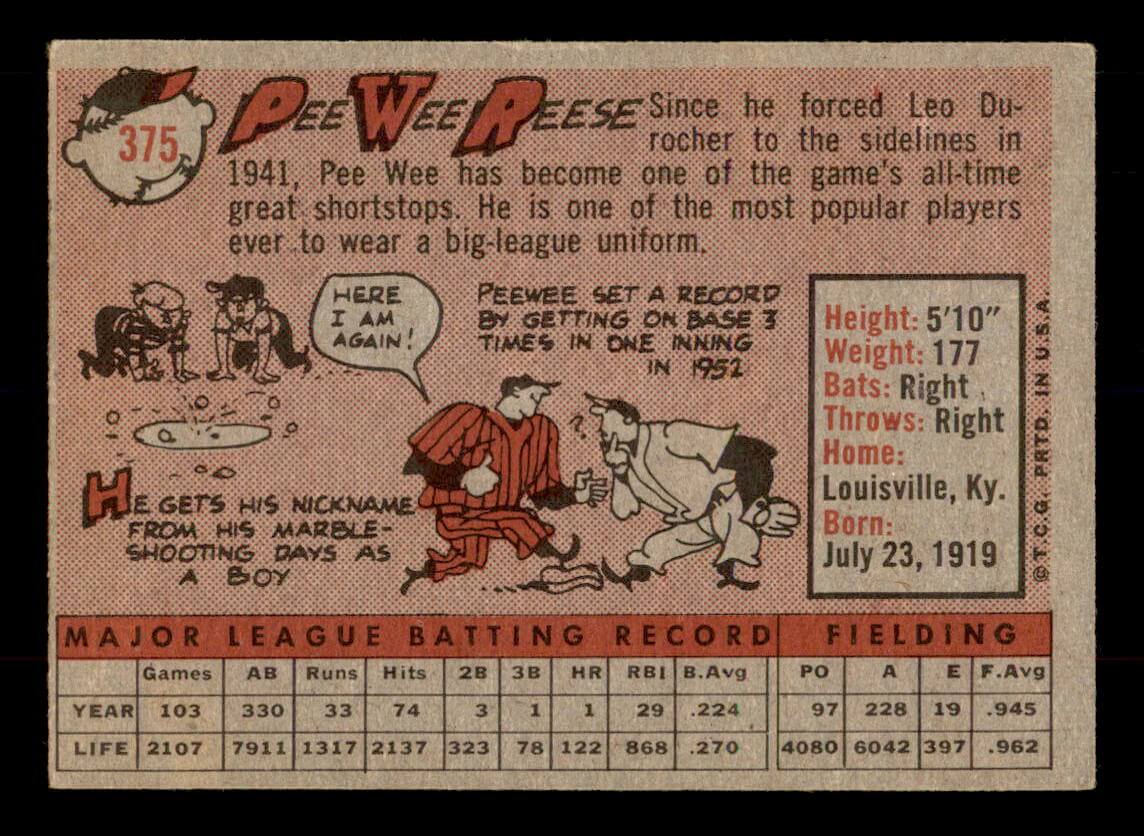 375
PEE WEE REESE Since he forced Leo Du-
rocher to the sidelines in
1941, Pee Wee has become one of the game's all-time
great shortstops. He is one of the most popular players
ever to wear a big-league uniform.
HERE
I AM
AGAIN!
PEEWEE SET A RECORD
BY GETTING ON BASE 3
TIMES IN ONE INNING
IN 1952
?
HE GETS HIS NICKNAME
FROM HIS MARBLE-
SHOOTING DAYS AS
A BOY
Height: 5'10"
Weight: 177
Bats: Right
Throws: Right
Home:
Louisville, Ky.
Born:
July 23, 1919
© T.C.G. PRTD. IN U.S.A.
MAJOR LEAGUE BATTING RECORD FIELDING
Games AB Runs Hits 2B 3B HR RBI B.Avg PO A E F.Avg
YEAR 103 330 33 74 3 1 1 29 .224 97 228 19 .945
LIFE 2107 7911 1317 2137 323 78 122 868 .270 4080 6042 397 .962